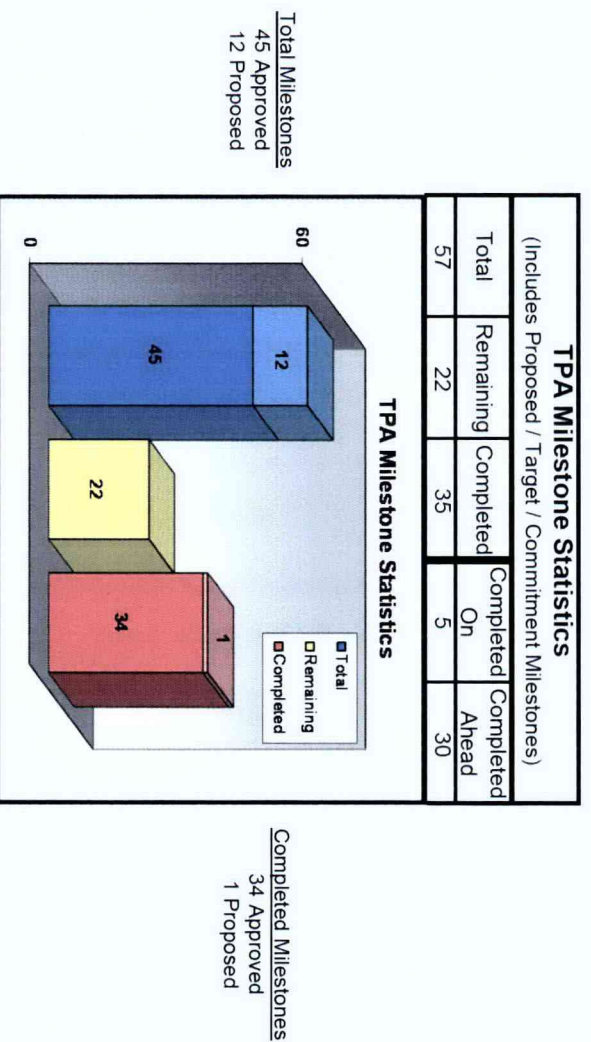 TPA Milestone Statistics
(Includes Proposed / Target / Commitment Milestones)
Total Remaining Completed Completed On Completed Ahead
57 22 35 5 30
TPA Milestone Statistics
60
0
12
45
22
1
34
Total
Remaining
Completed
Total Milestones
45 Approved
12 Proposed
Completed Milestones
34 Approved
1 Proposed